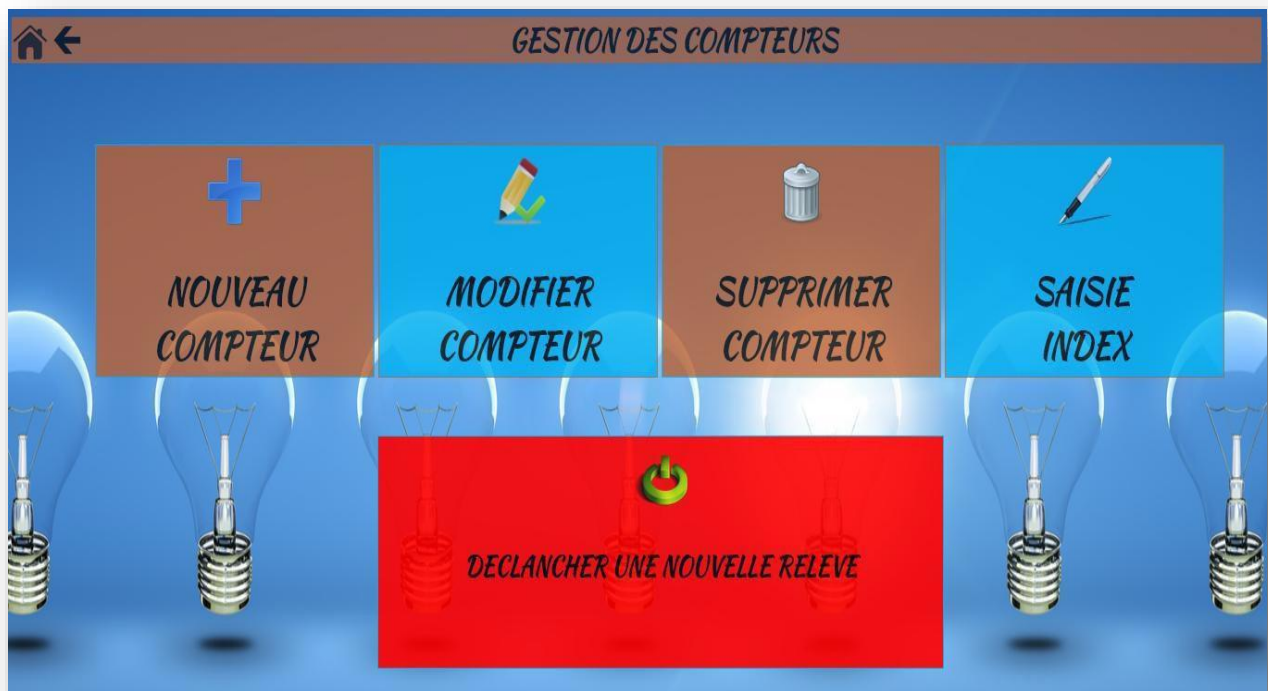 GESTION DES COMPTEURS
NOUVEAU
COMPTEUR
MODIFIER
COMPTEUR
SUPPRIMER
COMPTEUR
SAISIE
INDEX
DECLANCHER UNE NOUVELLE RELEVE